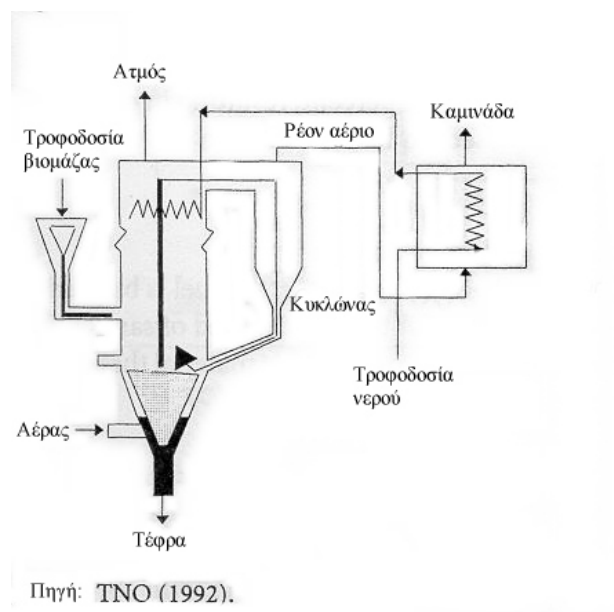 Ατμός
Καμινάδα
Ρέον αέριο
Τροφοδοσία
βιομάζας
Κυκλώνας
Τροφοδοσία
νερού
Αέρας
Τέφρα
Πηγή: TNO (1992).